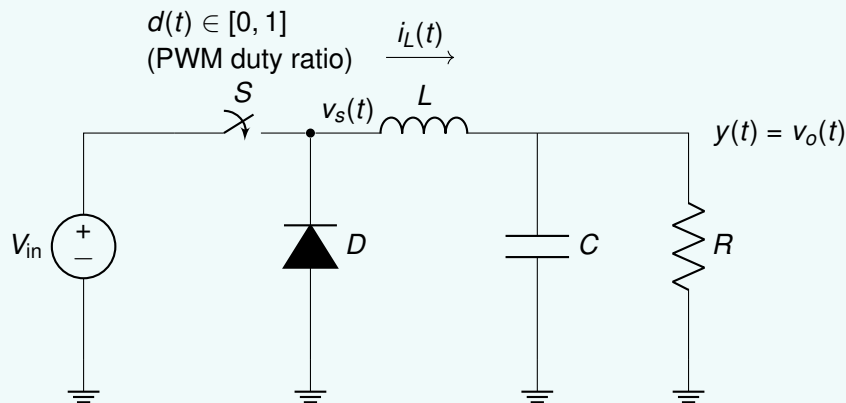 d(t) ∈ [0, 1]
(PWM duty ratio)
i_L(t)
S
v_s(t)
L
y(t) = v_o(t)
V_in
+
−
D
C
R